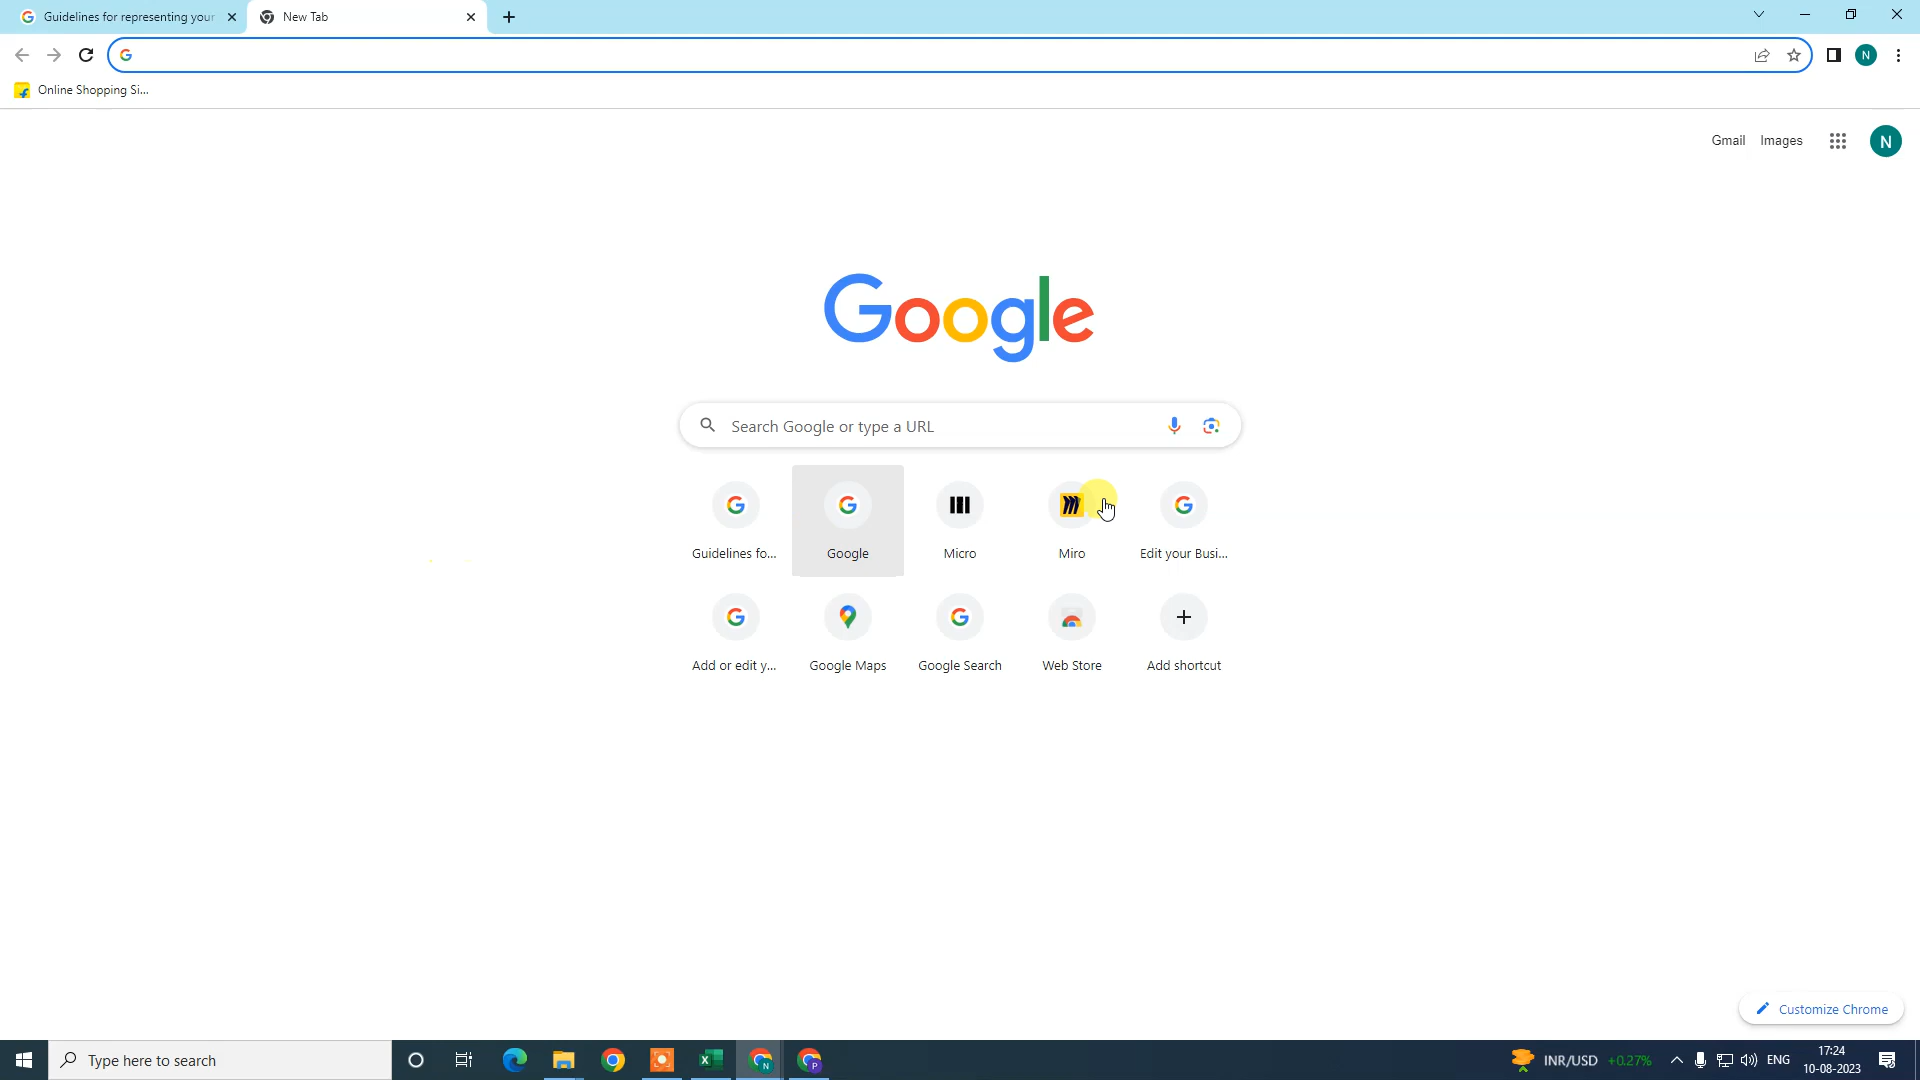 Guidelines for representing your
New Tab
Online Shopping Si...
N
Gmail
Images
N
Google
Search Google or type a URL
Guidelines fo...
Google
Micro
Miro
Edit your Busi...
Add or edit y...
Google Maps
Google Search
Web Store
Add shortcut
Customize Chrome
Type here to search
INR/USD +0.27%
ENG
17:24
10-08-2023